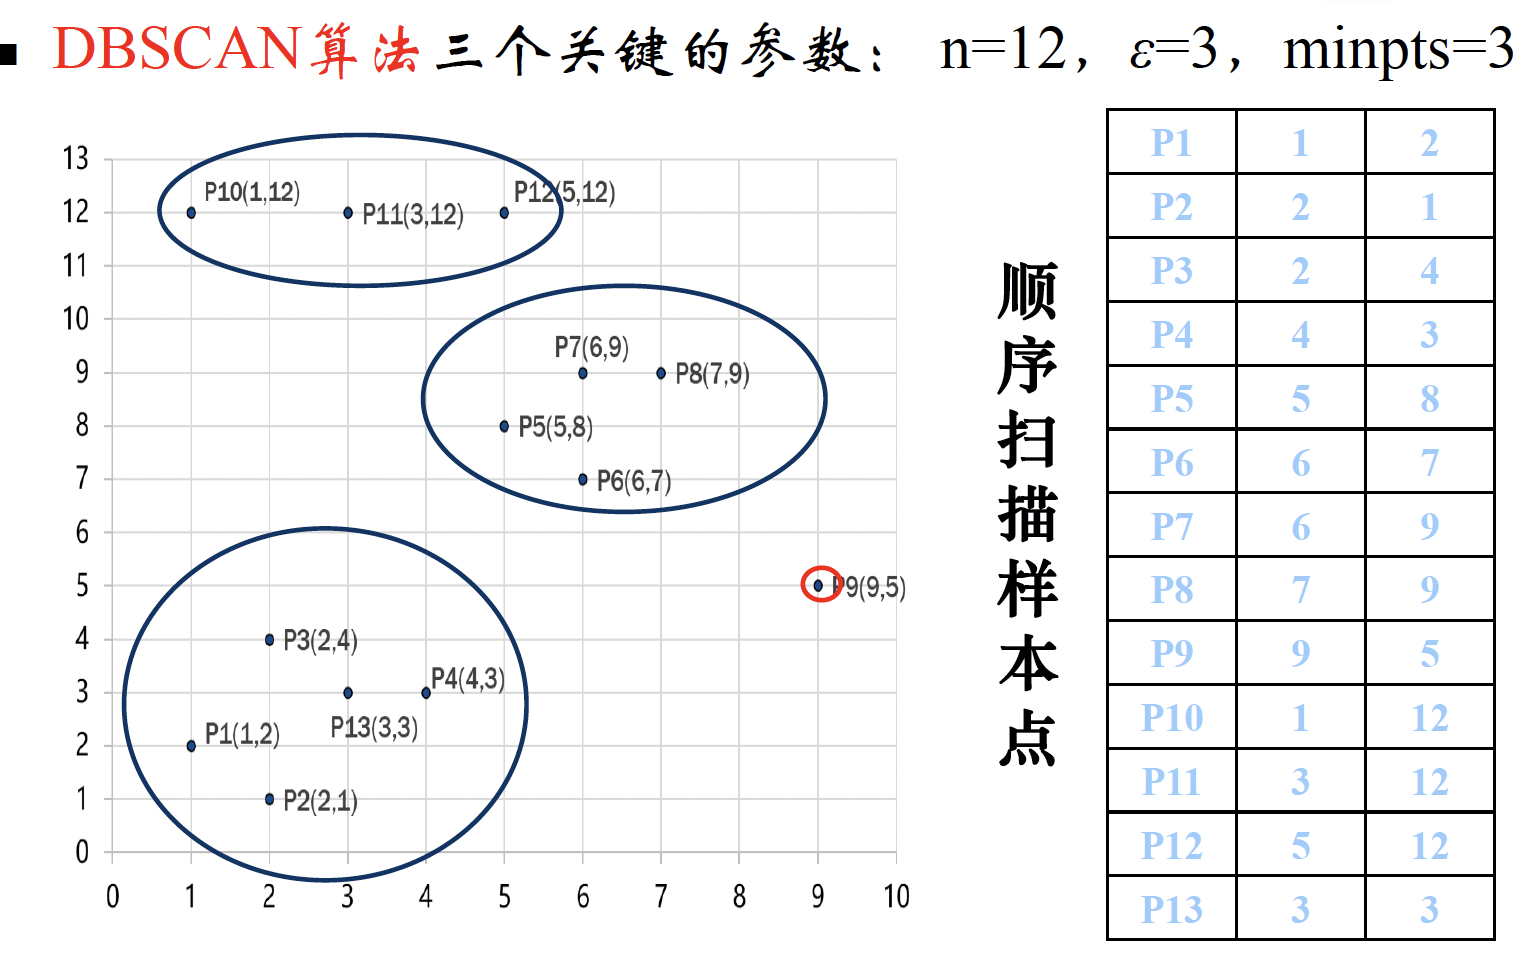 ■ DBSCAN算法三个关键的参数： n=12，ε=3，minpts=3
13
12
11
10
9
8
7
6
5
4
3
2
1
0
0 1 2 3 4 5 6 7 8 9 10
P10(1,12)
P11(3,12)
P12(5,12)
P7(6,9)
P8(7,9)
P5(5,8)
P6(6,7)
P9(9,5)
P3(2,4)
P4(4,3)
P13(3,3)
P1(1,2)
P2(2,1)
顺序扫描样本点
P1 1 2
P2 2 1
P3 2 4
P4 4 3
P5 5 8
P6 6 7
P7 6 9
P8 7 9
P9 9 5
P10 1 12
P11 3 12
P12 5 12
P13 3 3